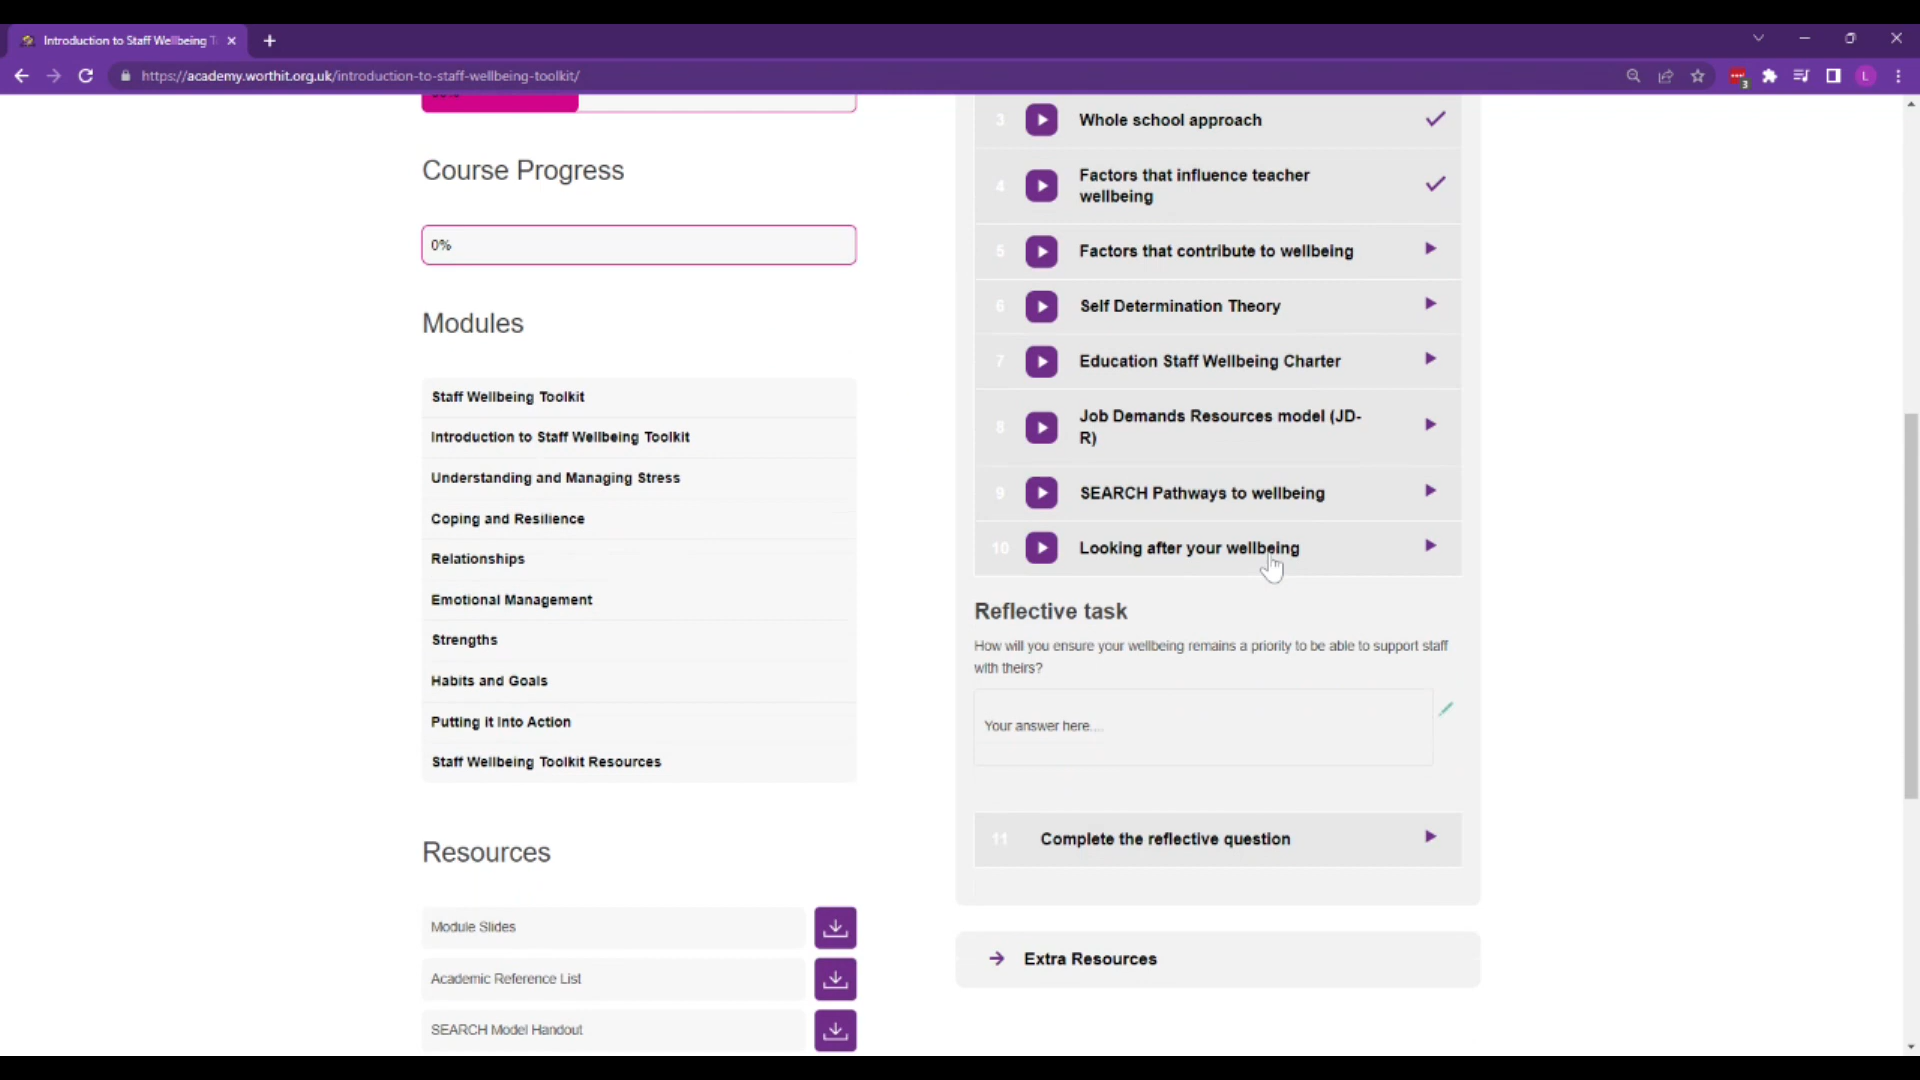 Introduction to Staff Wellbeing T
https://academy.worthit.org.uk/introduction-to-staff-wellbeing-toolkit/
3
L
Course Progress
0%
Modules
Staff Wellbeing Toolkit
Introduction to Staff Wellbeing Toolkit
Understanding and Managing Stress
Coping and Resilience
Relationships
Emotional Management
Strengths
Habits and Goals
Putting it Into Action
Staff Wellbeing Toolkit Resources
Resources
Module Slides
Academic Reference List
SEARCH Model Handout
3 Whole school approach
4 Factors that influence teacher
wellbeing
5 Factors that contribute to wellbeing
6 Self Determination Theory
7 Education Staff Wellbeing Charter
8 Job Demands Resources model (JD-
R)
9 SEARCH Pathways to wellbeing
10 Looking after your wellbeing
Reflective task
How will you ensure your wellbeing remains a priority to be able to support staff
with theirs?
Your answer here....
11 Complete the reflective question
Extra Resources